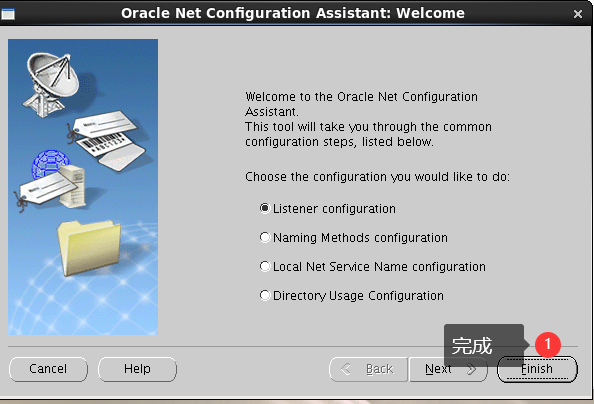 Oracle Net Configuration Assistant: Welcome
Welcome to the Oracle Net Configuration
Assistant.
This tool will take you through the common
configuration steps, listed below.
Choose the configuration you would like to do:
Listener configuration
Naming Methods configuration
Local Net Service Name configuration
Directory Usage Configuration
完成
1
Cancel
Help
Back
Next
Finish